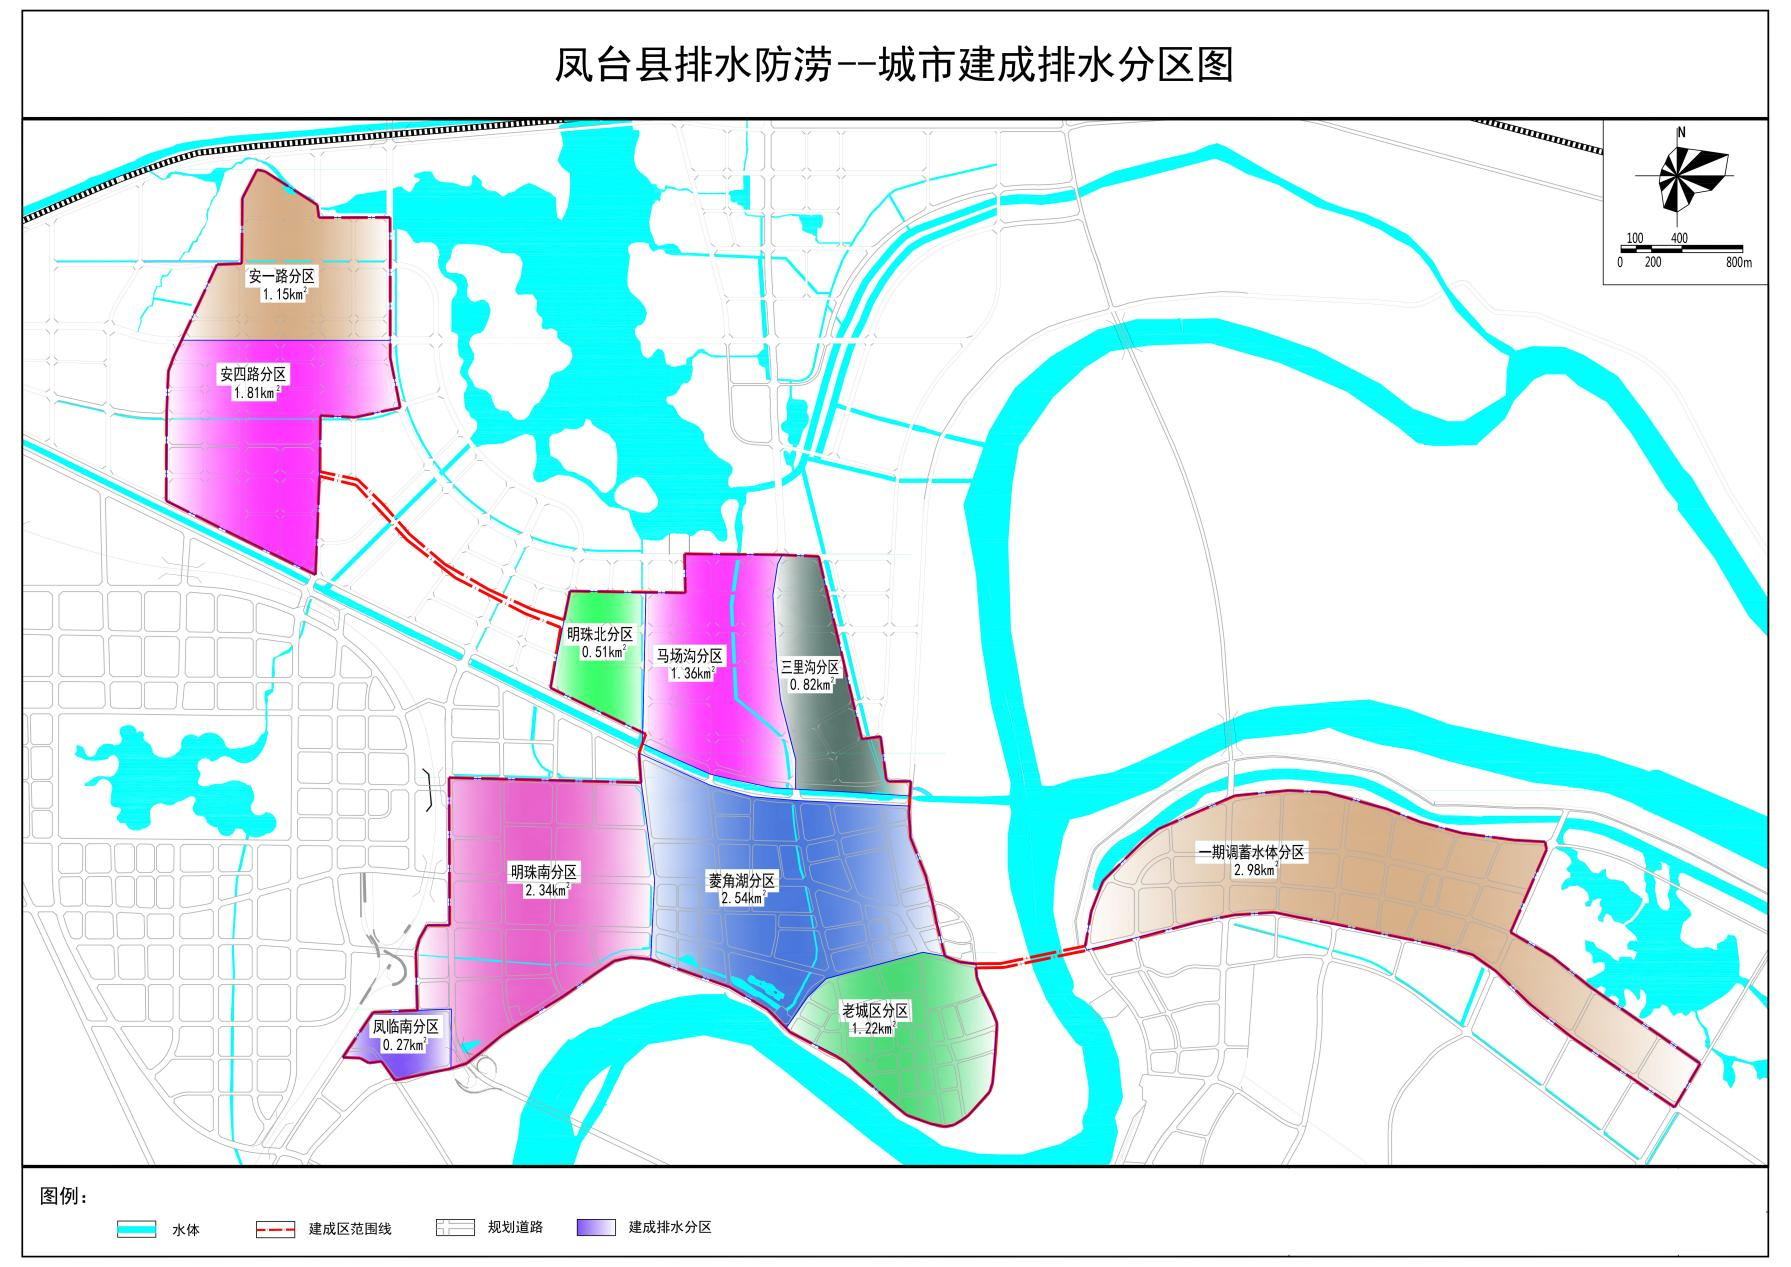 凤台县排水防涝--城市建成排水分区图
N
100 400
0 200 800m
安一路分区
1.15km²
安四路分区
1.81km²
明珠北分区
0.51km²
马场沟分区
1.36km²
三里沟分区
0.82km²
明珠南分区
2.34km²
菱角湖分区
2.54km²
一期调蓄水体分区
2.98km²
老城区分区
1.22km²
凤临南分区
0.27km²
图例：
水体
建成区范围线
规划道路
建成排水分区